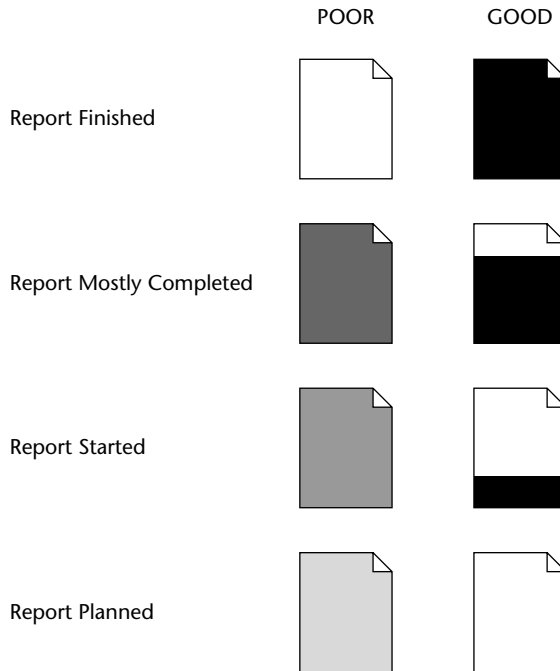 POOR GOOD
Report Finished
Report Mostly Completed
Report Started
Report Planned